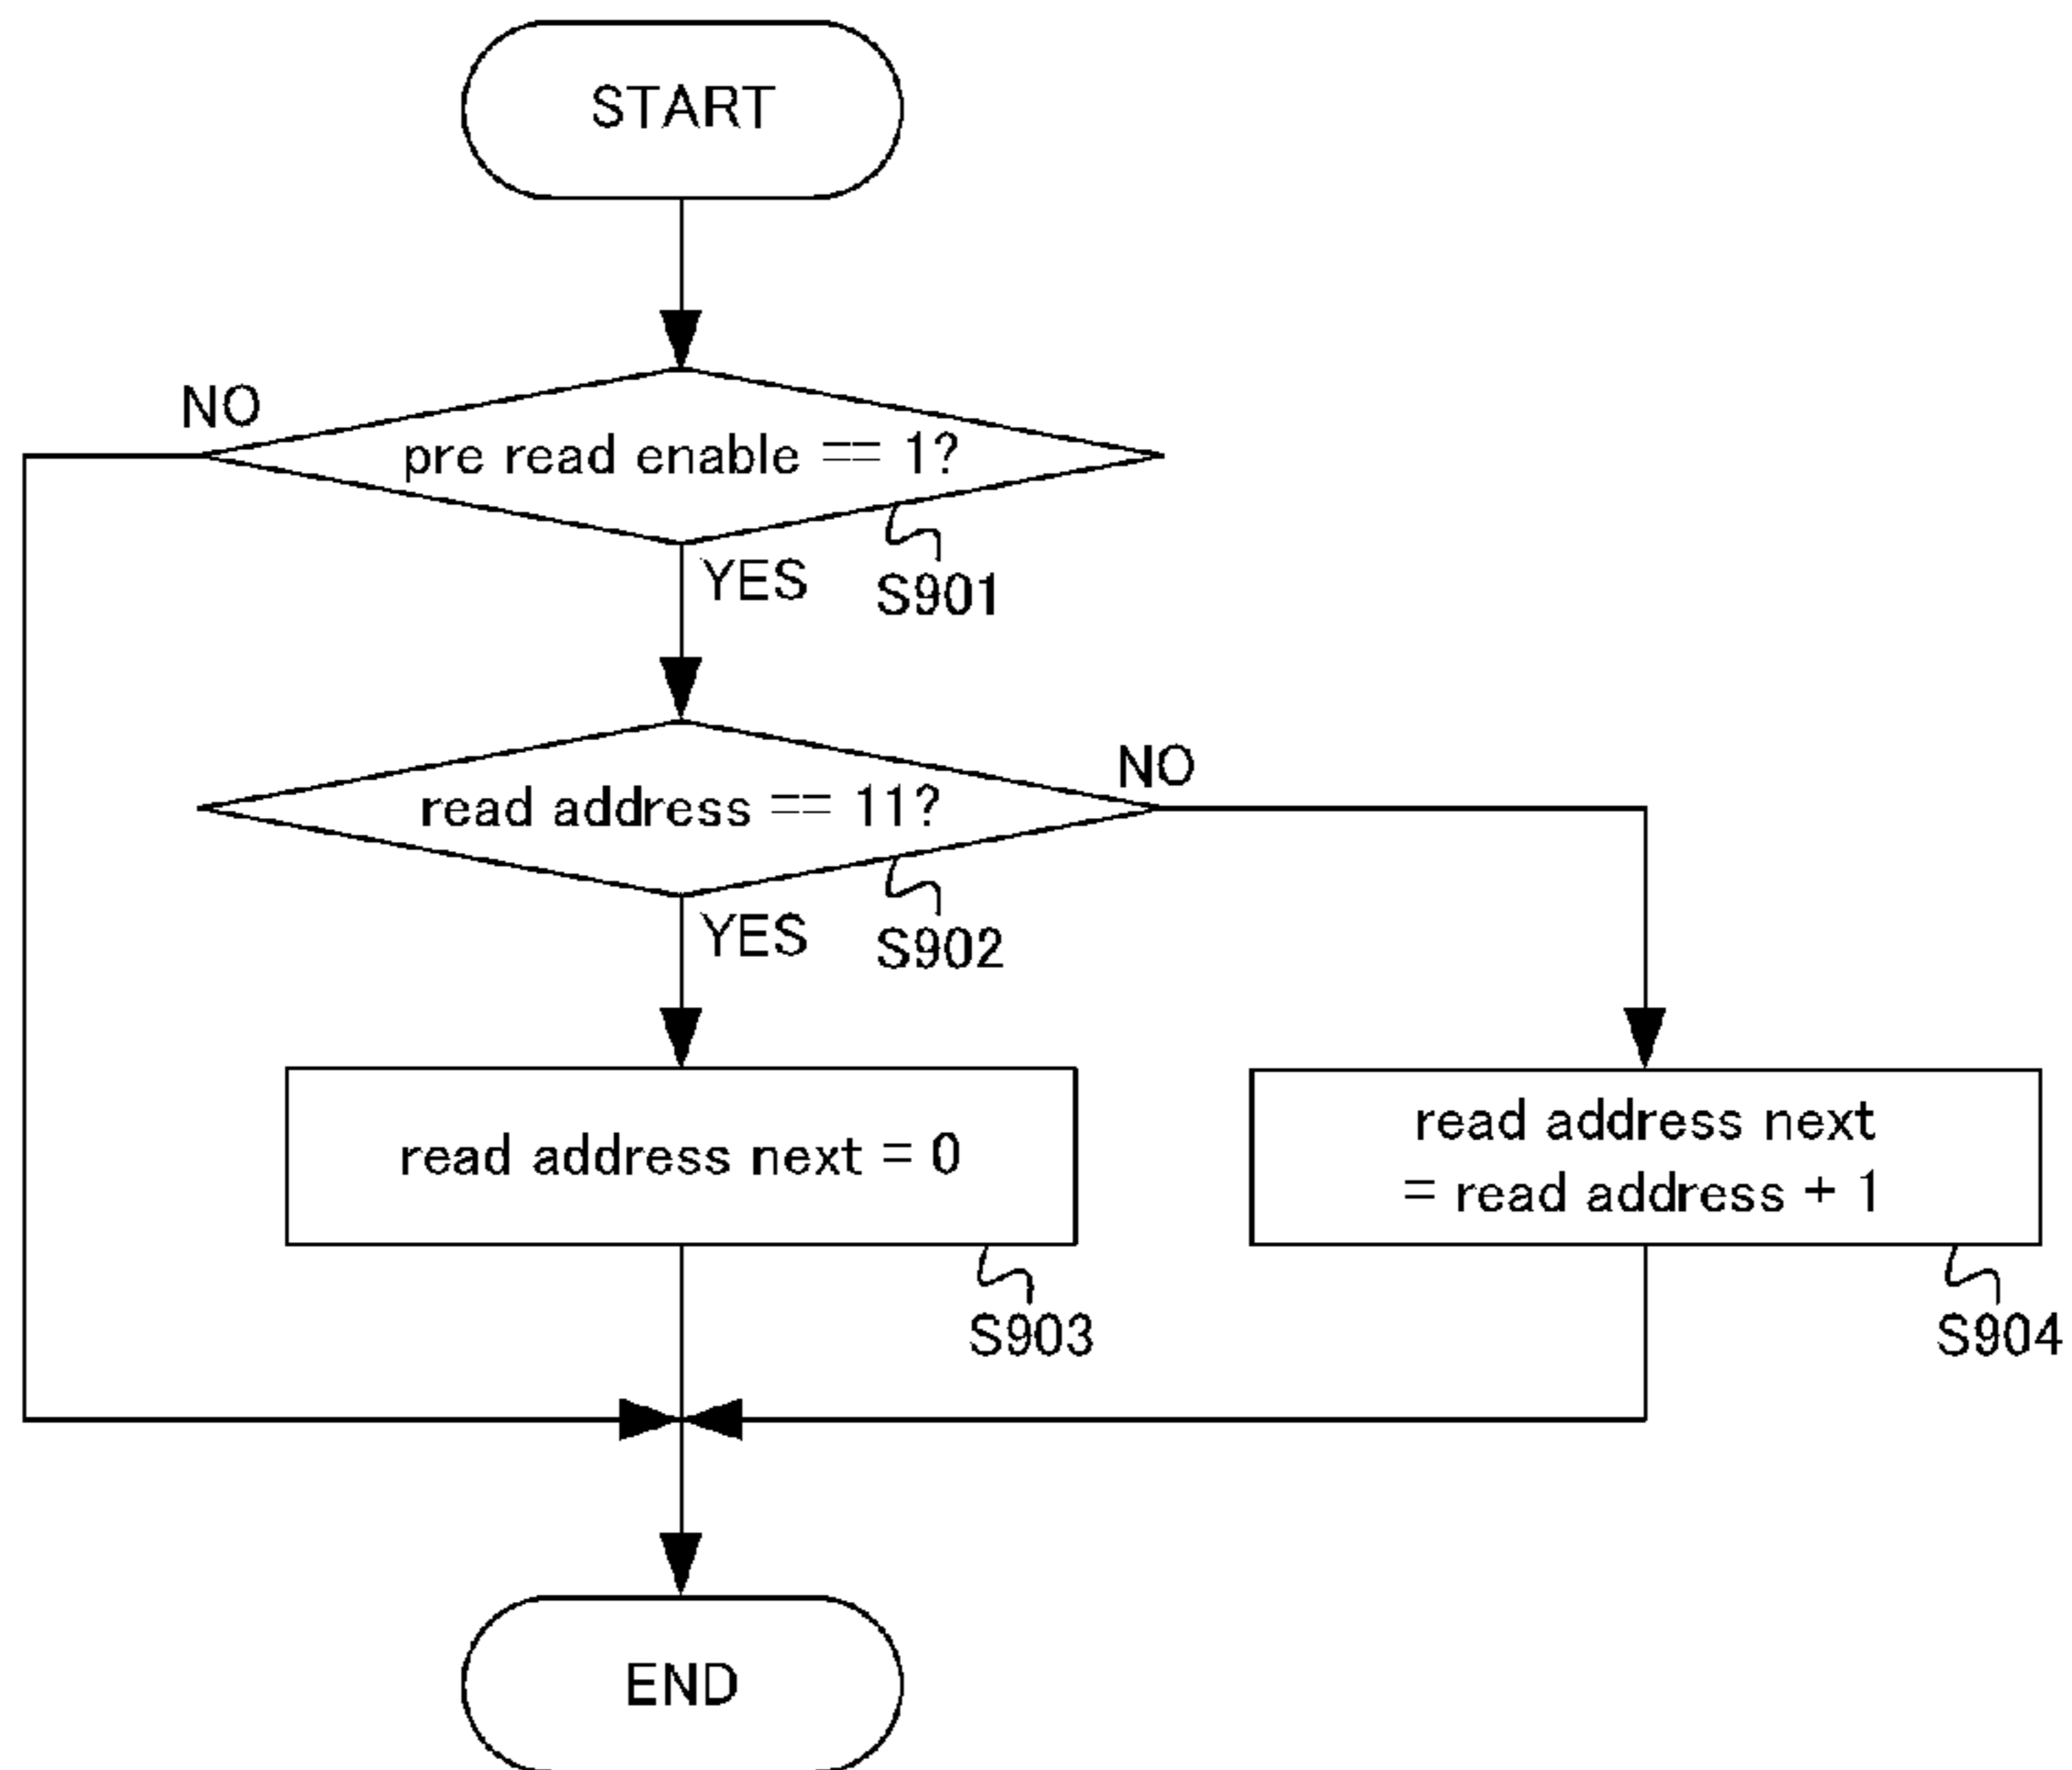 START
NO
pre read enable == 1?
YES
S901
NO
read address == 11?
YES
S902
read address next = 0
S903
read address next
= read address + 1
S904
END